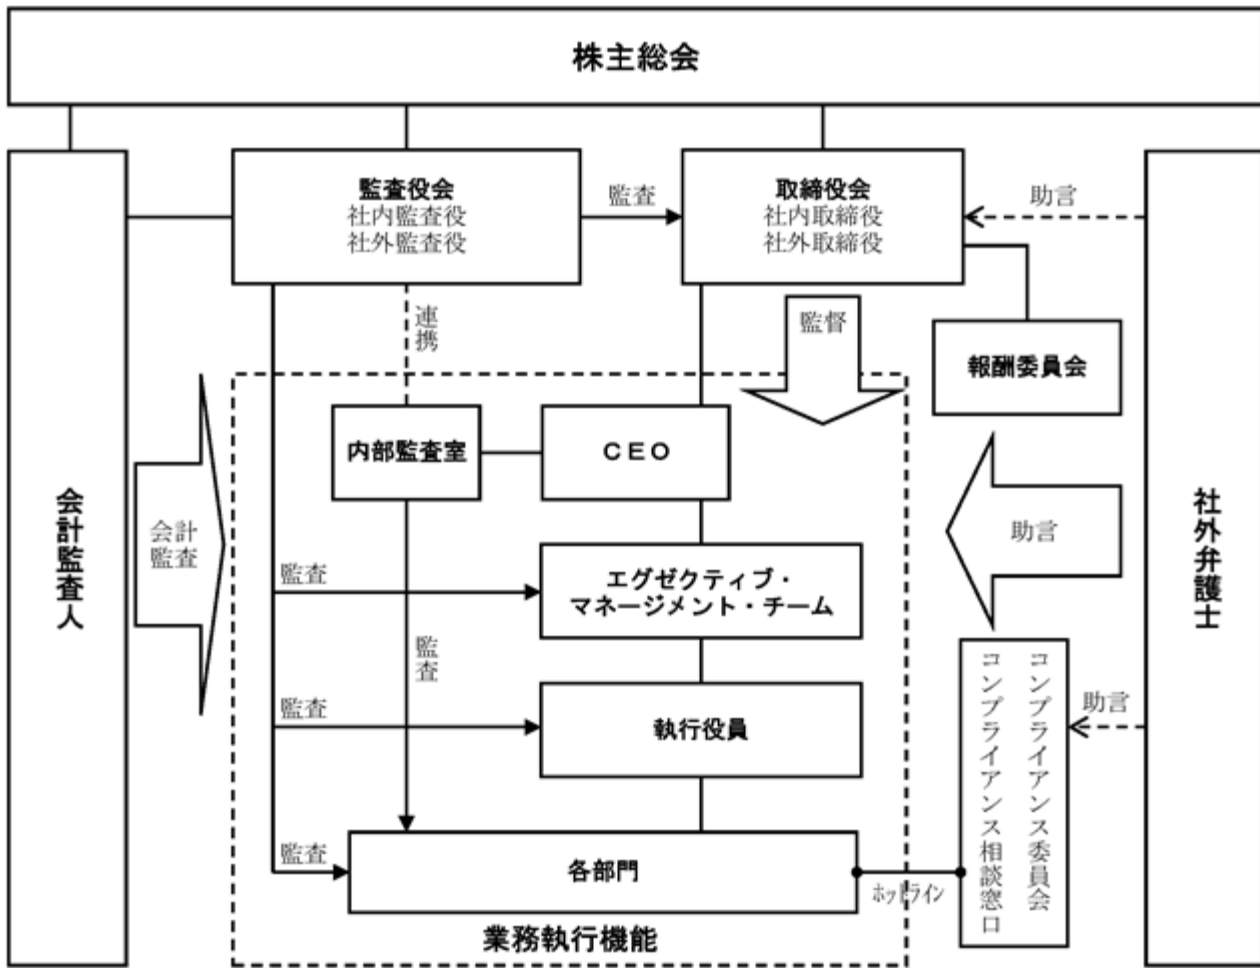 株主総会
監査役会
社内監査役
社外監査役
監査
取締役会
社内取締役
社外取締役
助言
連携
監督
報酬委員会
内部監査室
CEO
会計監査人
会計
監査
助言
社外弁護士
監査
エグゼクティブ・
マネージメント・チーム
監査
監査
執行役員
コンプライアンス委員会
コンプライアンス相談窓口
助言
監査
各部門
ホットライン
業務執行機能